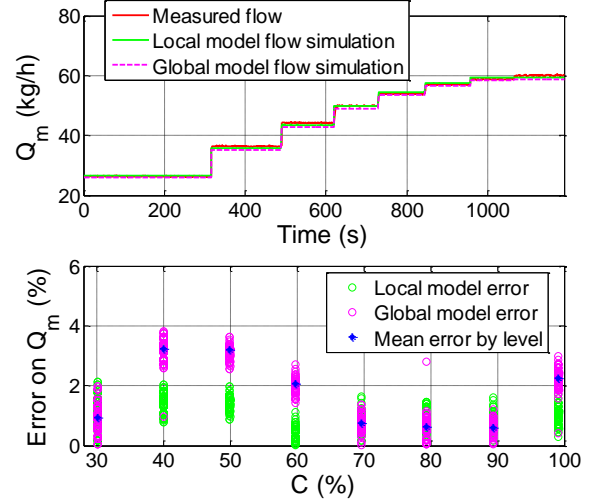 80
60
40
20
Q_m (kg/h)
Measured flow
Local model flow simulation
Global model flow simulation
0 200 400 600 800 1000
Time (s)
6
4
2
0
Error on Q_m (%)
Local model error
Global model error
Mean error by level
30 40 50 60 70 80 90 100
C (%)